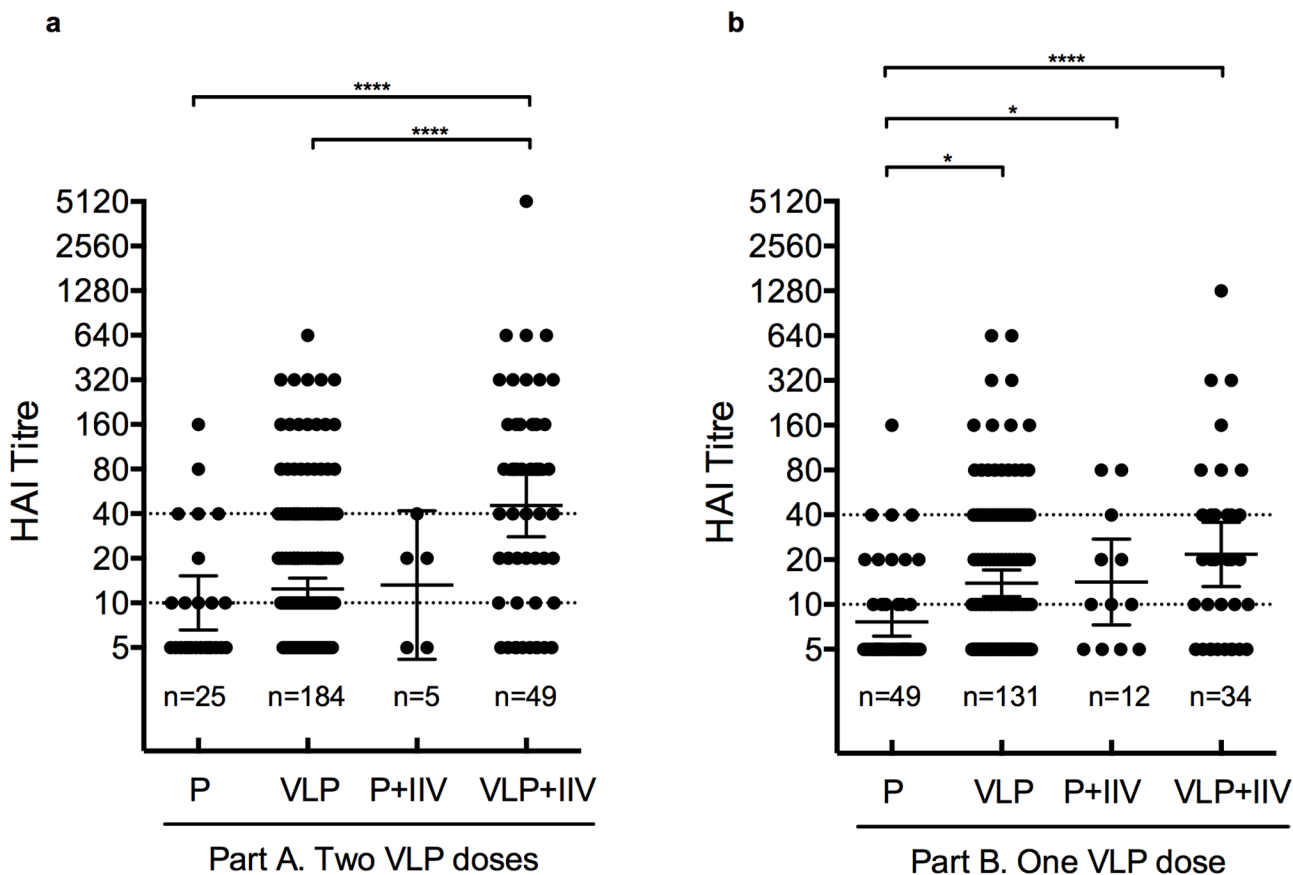 a
****
****
5120
2560
1280
640
320
160
80
40
20
10
5
HAI Titre
n=25 n=184 n=5 n=49
P VLP P+IIV VLP+IIV
Part A. Two VLP doses
b
****
*
*
5120
2560
1280
640
320
160
80
40
20
10
5
HAI Titre
n=49 n=131 n=12 n=34
P VLP P+IIV VLP+IIV
Part B. One VLP dose